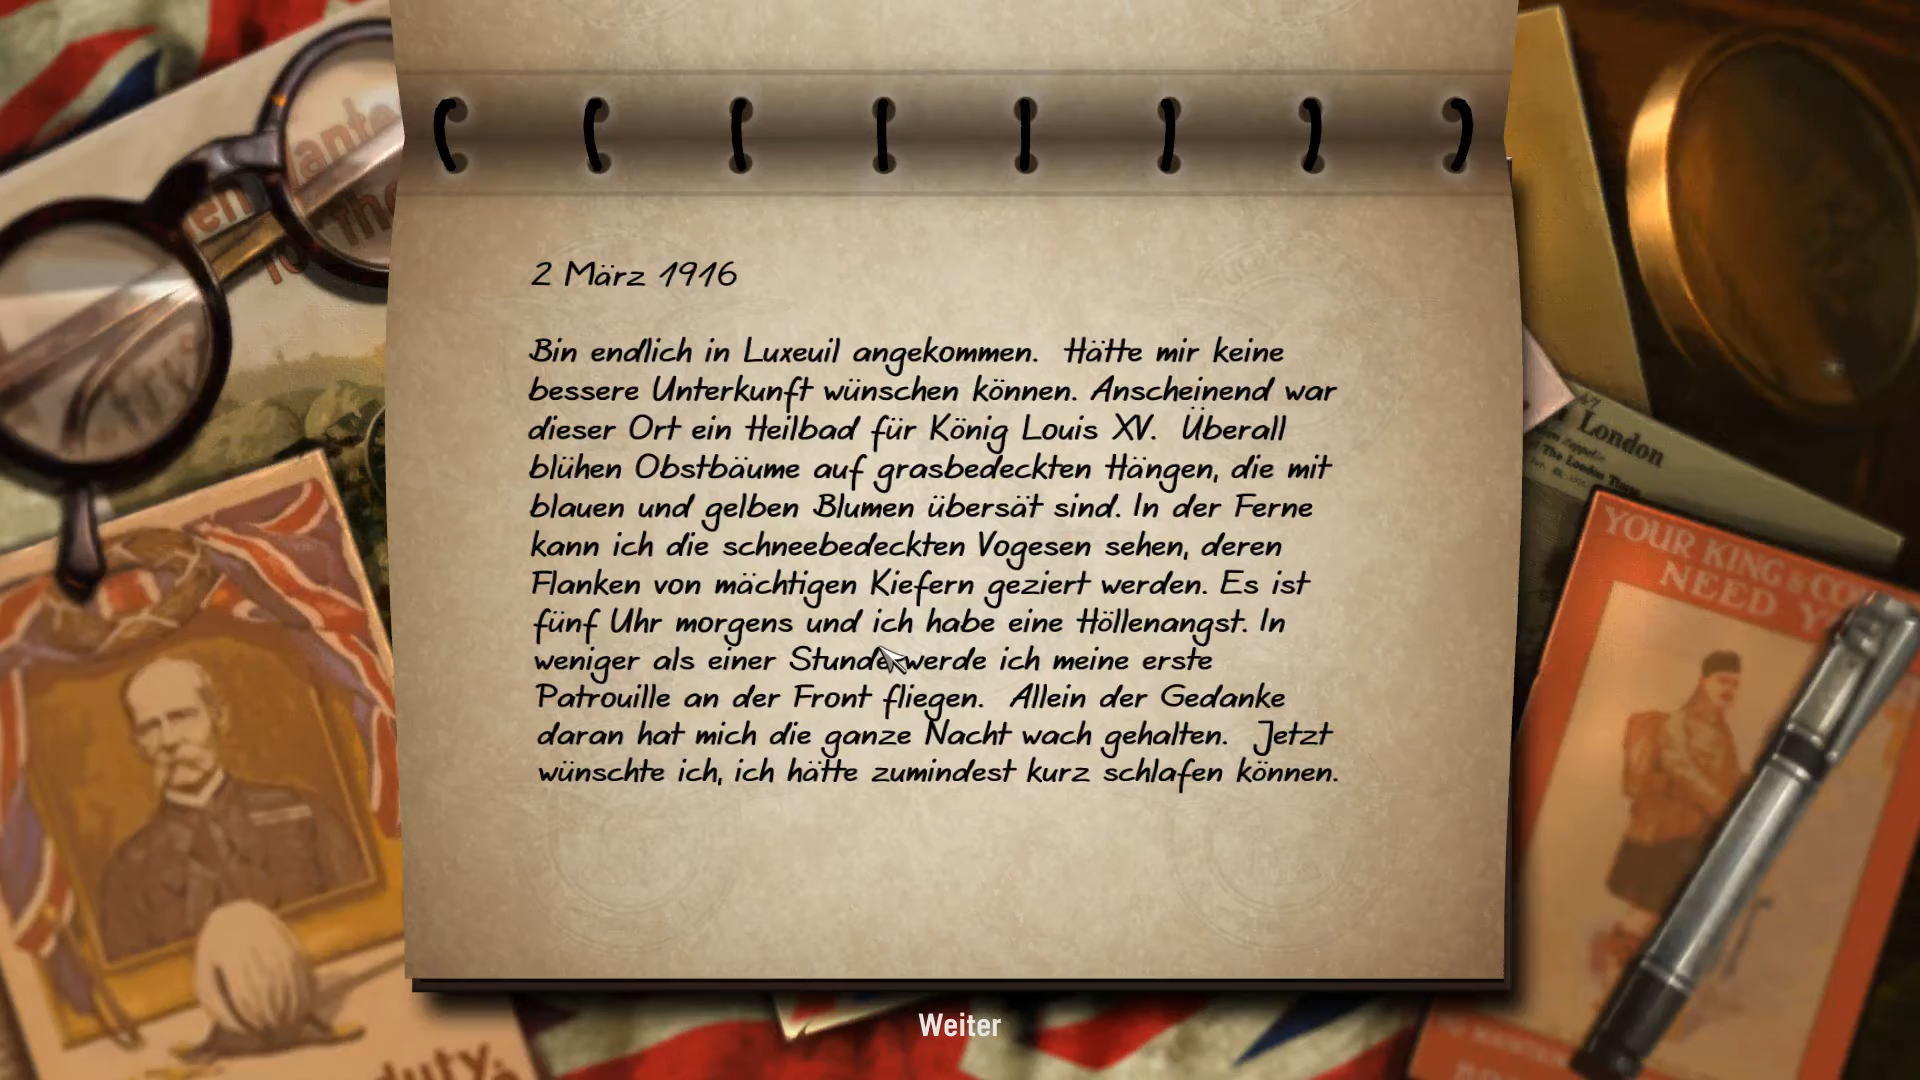 2 März 1916
Bin endlich in Luxeuil angekommen. Hätte mir keine
bessere Unterkunft wünschen können. Anscheinend war
dieser Ort ein Heilbad für König Louis XV. Überall
blühen Obstbäume auf grasbedeckten Hängen, die mit
blauen und gelben Blumen übersät sind. In der Ferne
kann ich die schneebedeckten Vogesen sehen, deren
Flanken von mächtigen Kiefern geziert werden. Es ist
fünf Uhr morgens und ich habe eine Höllenangst. In
weniger als einer Stunde werde ich meine erste
Patrouille an der Front fliegen. Allein der Gedanke
daran hat mich die ganze Nacht wach gehalten. Jetzt
wünschte ich, ich hätte zumindest kurz schlafen können.
Weiter
London
The London
YOUR KING &
NEED
duty